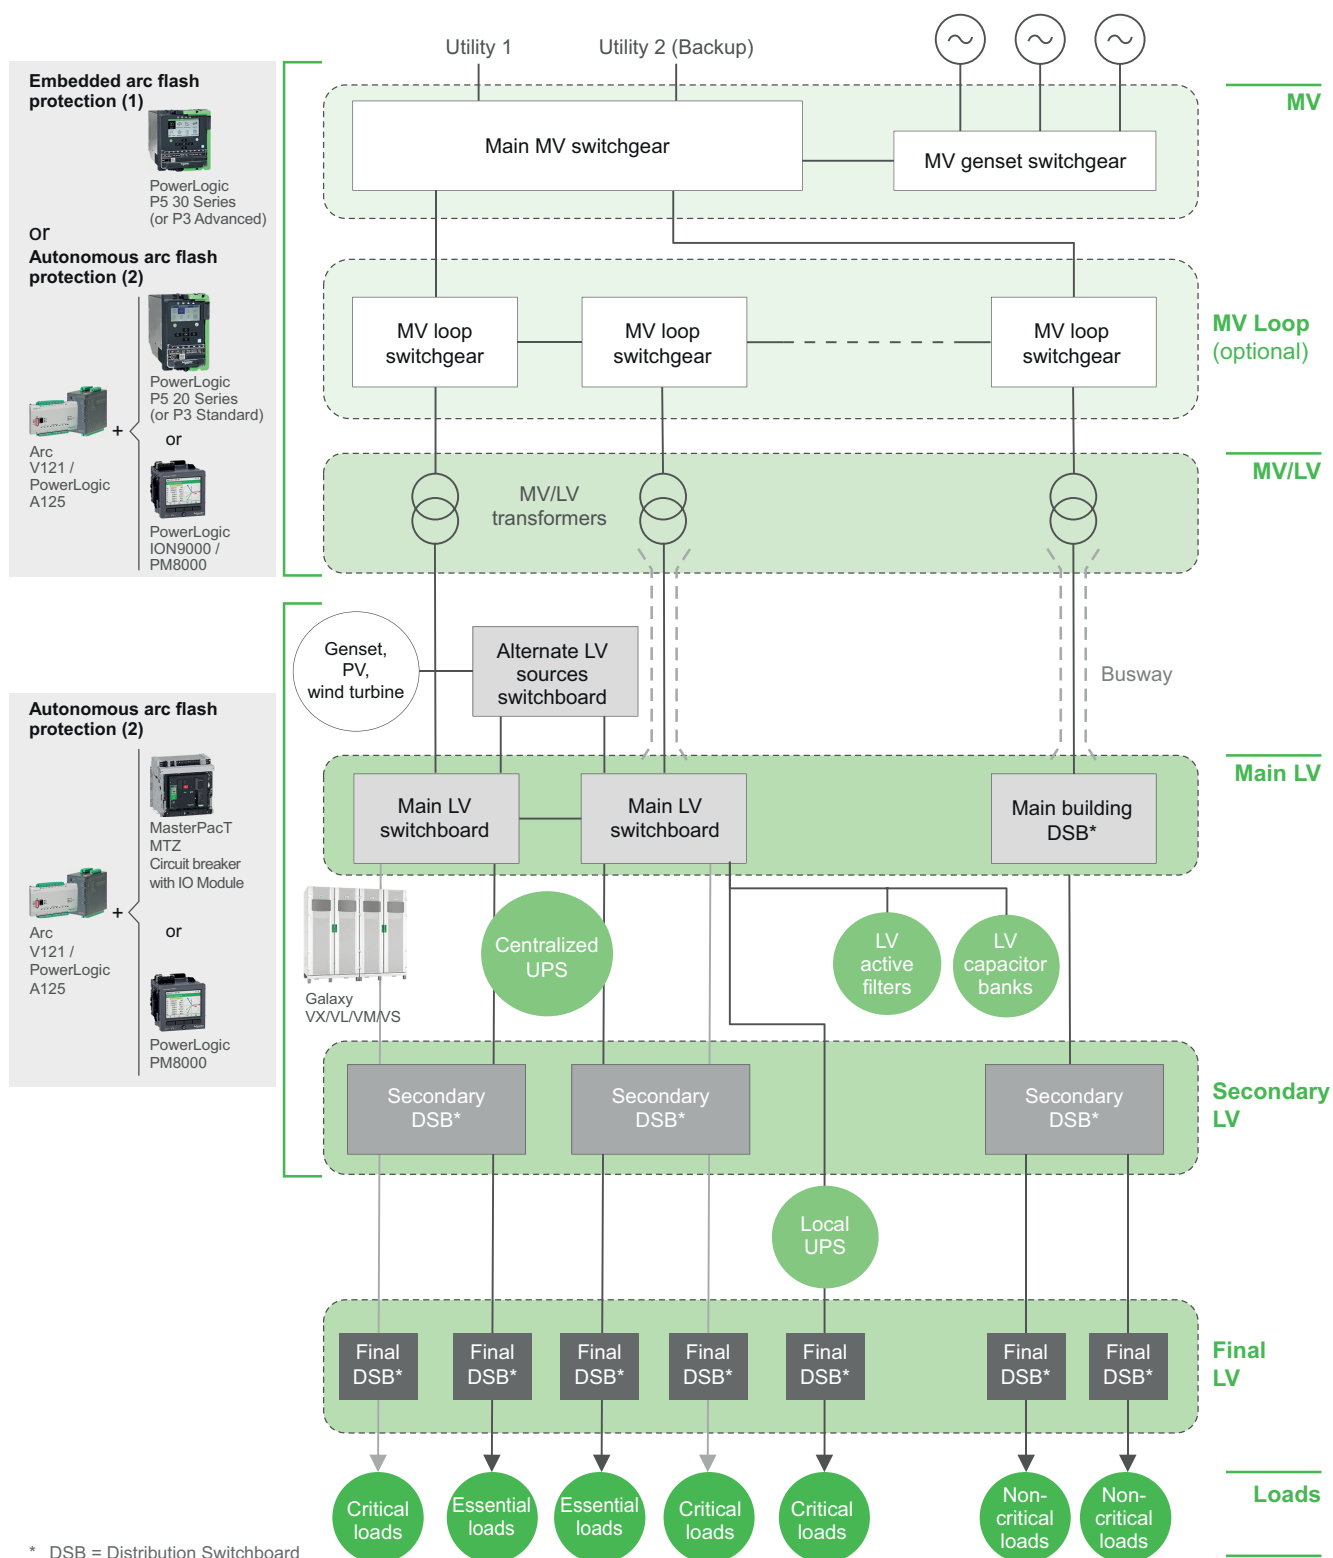 Utility 1
Utility 2 (Backup)
Embedded arc flash
protection (1)
PowerLogic
P5 30 Series
(or P3 Advanced)
or
Autonomous arc flash
protection (2)
PowerLogic
P5 20 Series
(or P3 Standard)
+
or
Arc
V121 /
PowerLogic
A125
PowerLogic
ION9000 /
PM8000
MV
Main MV switchgear
MV genset switchgear
MV loop
switchgear
MV loop
switchgear
MV loop
switchgear
MV Loop
(optional)
MV/LV
transformers
MV/LV
Genset,
PV,
wind turbine
Alternate LV
sources
switchboard
Busway
Autonomous arc flash
protection (2)
MasterPacT
MTZ
Circuit breaker
with IO Module
+
or
Arc
V121 /
PowerLogic
A125
PowerLogic
PM8000
Main LV
Main LV
switchboard
Main LV
switchboard
Main building
DSB*
Galaxy
VX/VL/VM/VS
Centralized
UPS
LV
active
filters
LV
capacitor
banks
Secondary
DSB*
Secondary
DSB*
Secondary
DSB*
Secondary
LV
Local
UPS
Final
DSB*
Final
DSB*
Final
DSB*
Final
DSB*
Final
DSB*
Final
DSB*
Final
DSB*
Final
LV
Critical
loads
Essential
loads
Essential
loads
Critical
loads
Critical
loads
Non-
critical
loads
Non-
critical
loads
Loads
* DSB = Distribution Switchboard